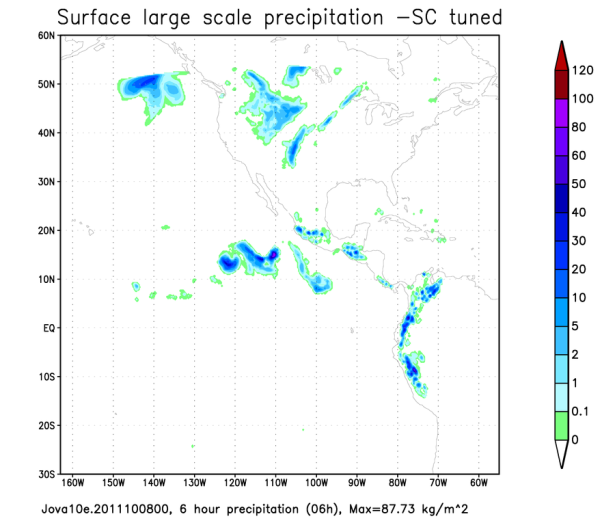 Surface large scale precipitation −SC tuned
60N
50N
40N
30N
20N
10N
EQ
10S
20S
30S
160W 150W 140W 130W 120W 110W 100W 90W 80W 70W 60W
120
100
80
70
60
50
40
30
20
10
5
2
1
0.1
0
Jova10e.2011100800, 6 hour precipitation (06h), Max=87.73 kg/m^2